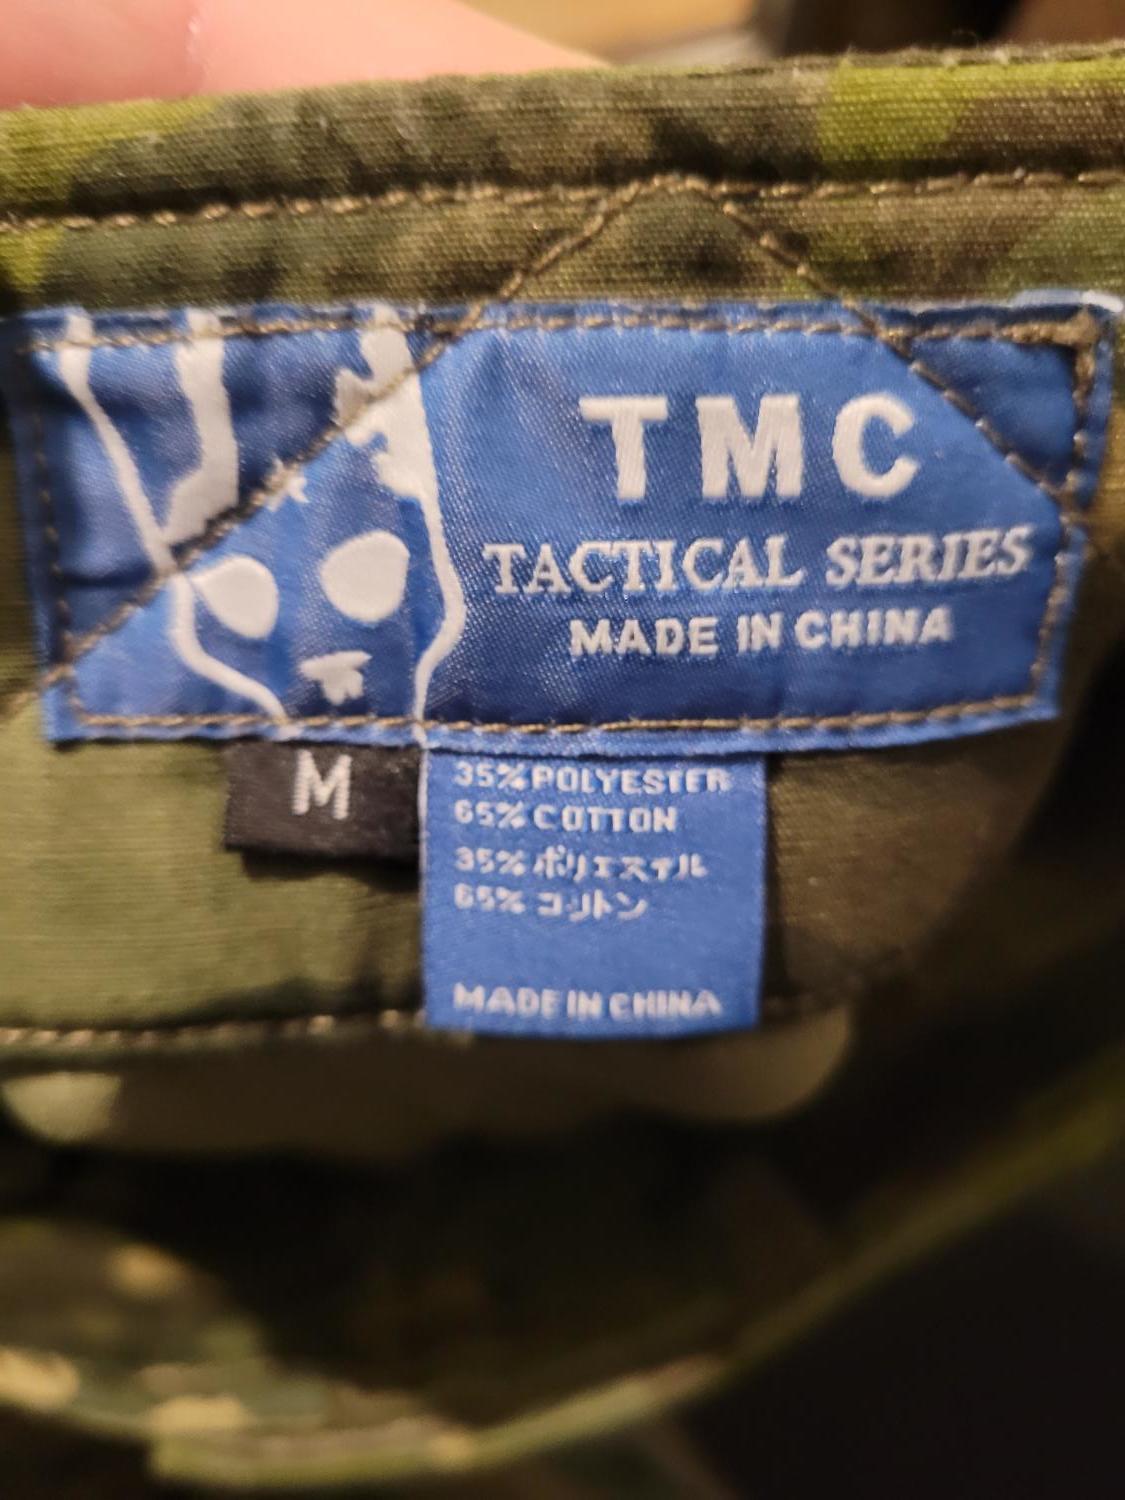 TMC
TACTICAL SERIES
MADE IN CHINA
M
35% POLYESTER
65% COTTON
35% ポリエステル
65% コットン
MADE IN CHINA